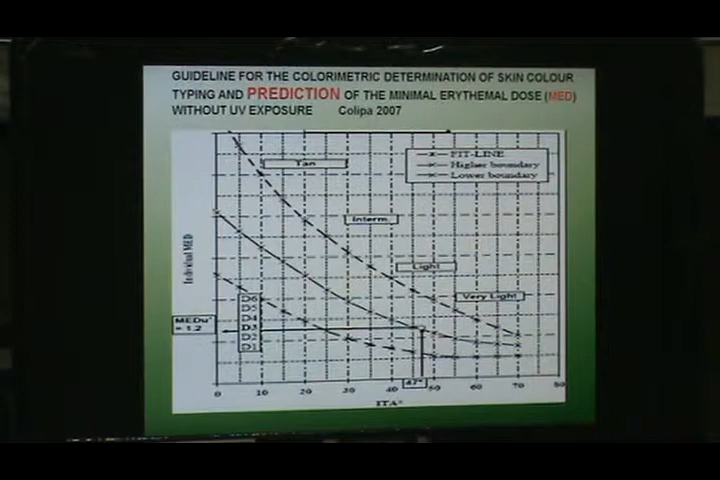 GUIDELINE FOR THE COLORIMETRIC DETERMINATION OF SKIN COLOUR
TYPING AND PREDICTION OF THE MINIMAL ERYTHEMAL DOSE (MED)
WITHOUT UV EXPOSURE Colipa 2007
FIT-LINE
Higher boundary
Lower boundary
Tan
Interm.
Light
Very Light
Individual MED
MEDu
= 1.2
D6
D5
D4
D3
D2
D1
47°
0 10 20 30 40 50 60 70 80
ITA°